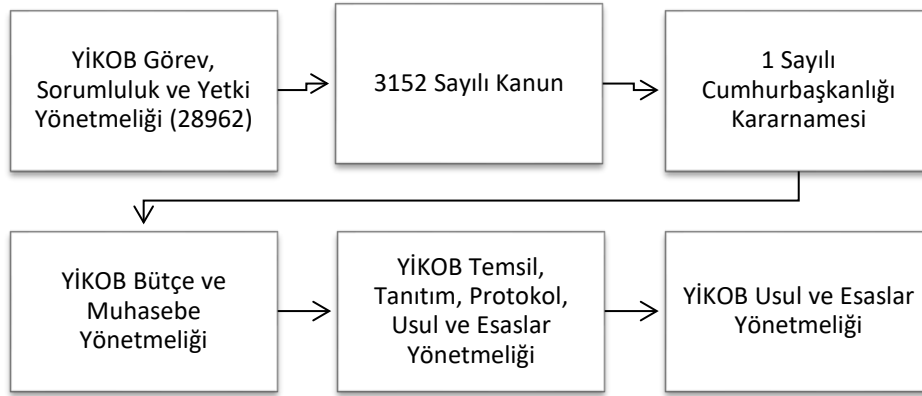 YİKOB Görev,
Sorumluluk ve Yetki
Yönetmeliği (28962)
3152 Sayılı Kanun
1 Sayılı
Cumhurbaşkanlığı
Kararnamesi
YİKOB Bütçe ve
Muhasebe
Yönetmeliği
YİKOB Temsil,
Tanıtım, Protokol,
Usul ve Esaslar
Yönetmeliği
YİKOB Usul ve Esaslar
Yönetmeliği